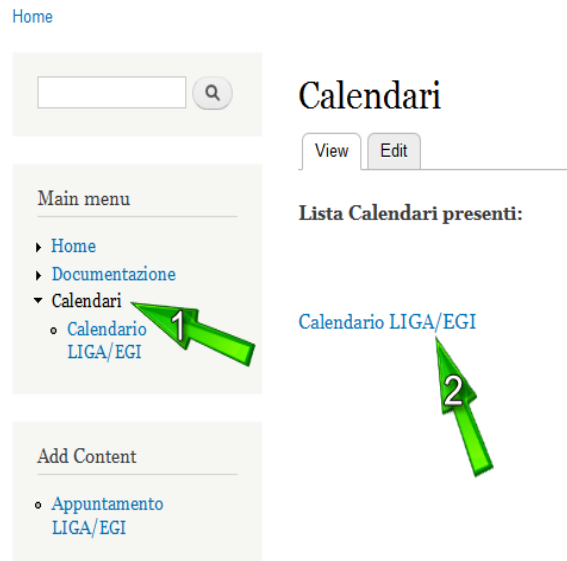 Home
Calendari
View
Edit
Main menu
Home
Documentazione
Calendari
Calendario
LIGA/EGI
Lista Calendari presenti:
Calendario LIGA/EGI
1
2
Add Content
Appuntamento
LIGA/EGI